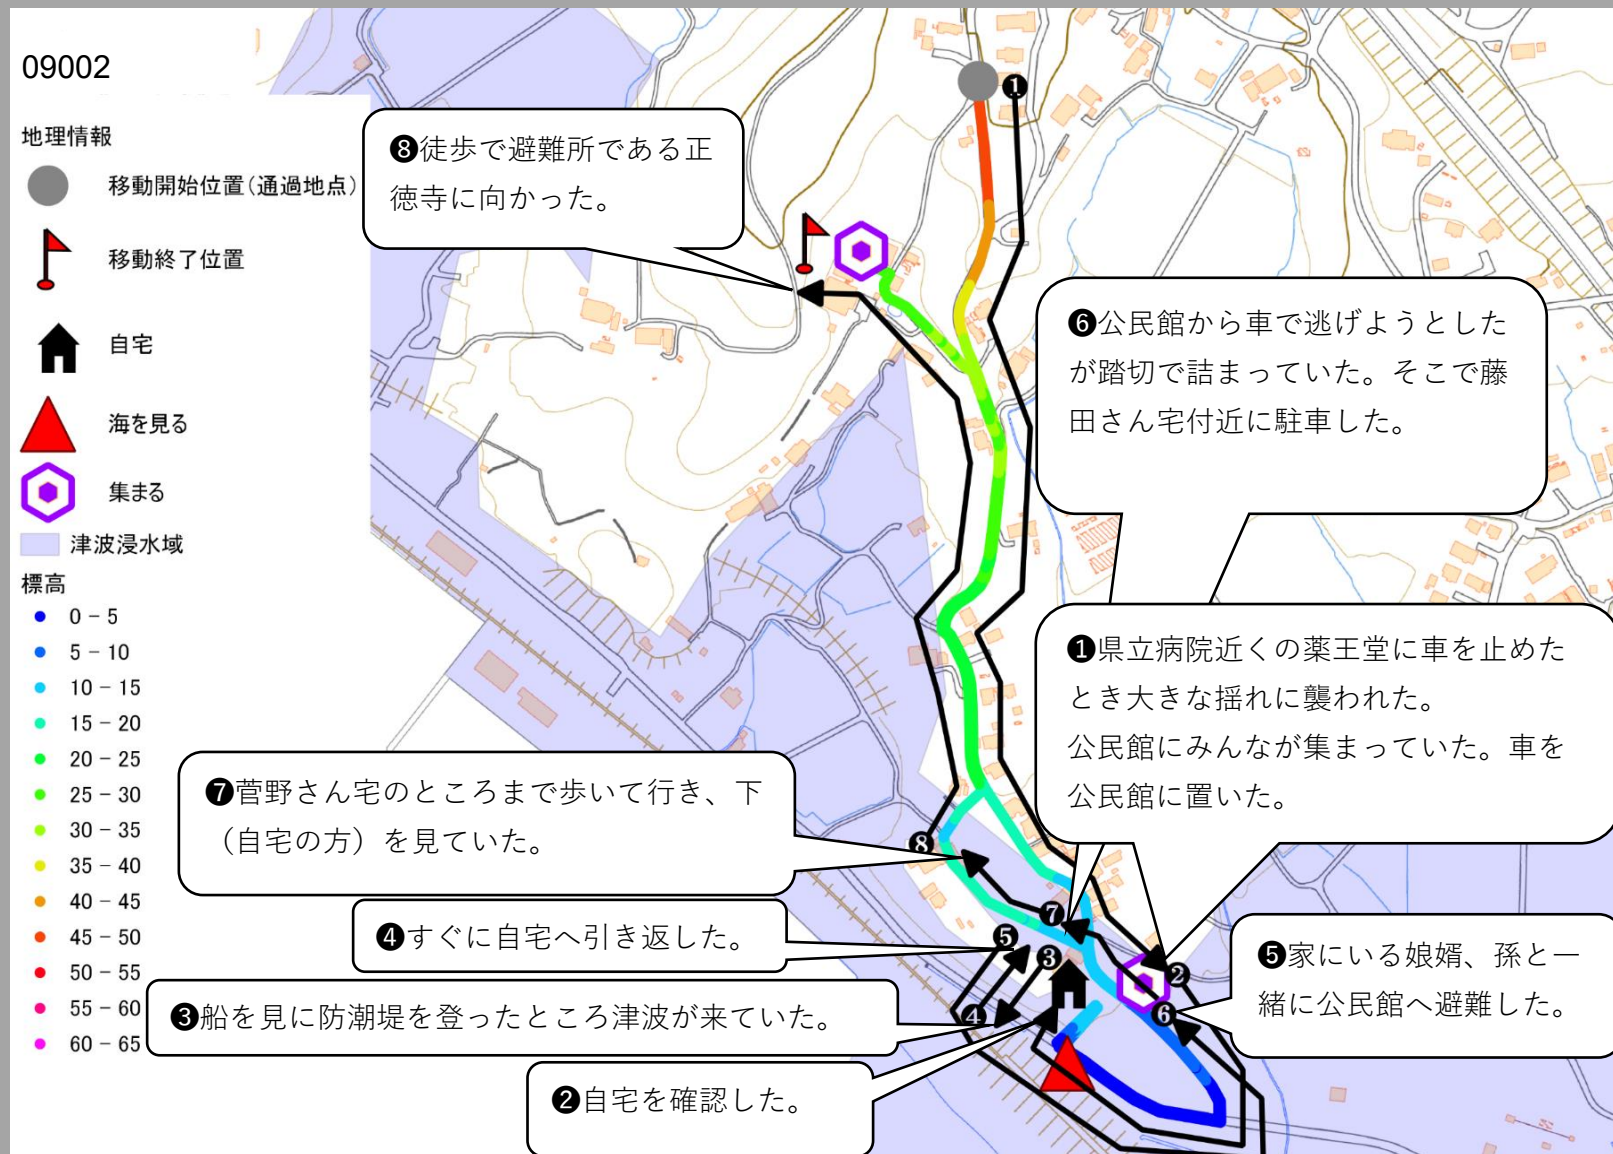 09002
地理情報
移動開始位置(通過地点)
移動終了位置
自宅
海を見る
集まる
津波浸水域
標高
0 - 5
5 - 10
10 - 15
15 - 20
20 - 25
25 - 30
30 - 35
35 - 40
40 - 45
45 - 50
50 - 55
55 - 60
60 - 65
❽徒歩で避難所である正
徳寺に向かった。
❶
❻公民館から車で逃げようとした
が踏切で詰まっていた。そこで藤
田さん宅付近に駐車した。
❶県立病院近くの薬王堂に車を止めた
とき大きな揺れに襲われた。
公民館にみんなが集まっていた。車を
公民館に置いた。
❼菅野さん宅のところまで歩いて行き、下
（自宅の方）を見ていた。
❽
❼
❹すぐに自宅へ引き返した。
❺
❸
❷
❺家にいる娘婿、孫と一
緒に公民館へ避難した。
❸船を見に防潮堤を登ったところ津波が来ていた。
❹
❻
❷自宅を確認した。